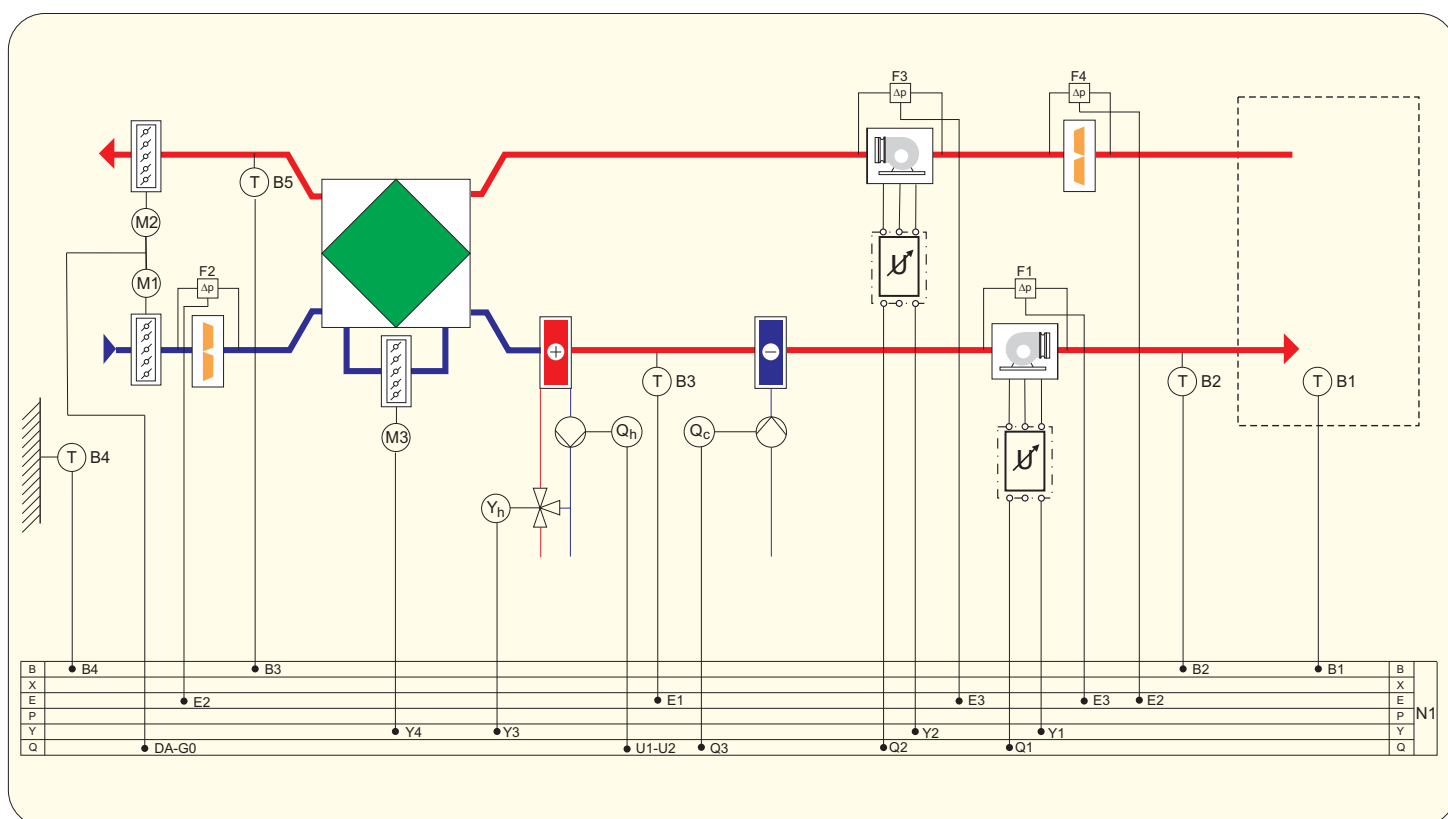 F3
F4
Δp
Δp
T
B5
M2
F2
F1
M1
Δp
Δp
+
−
T
B3
T
B2
T
B1
U
U
M3
Qh
Qc
T
B4
Yh
B
B4
B3
B2
B1
B
X
X
E
E2
E1
E3
E3
E2
E
P
P
N1
Y
Y4
Y3
Y2
Y1
Y
Q
DA-G0
U1-U2
Q3
Q2
Q1
Q